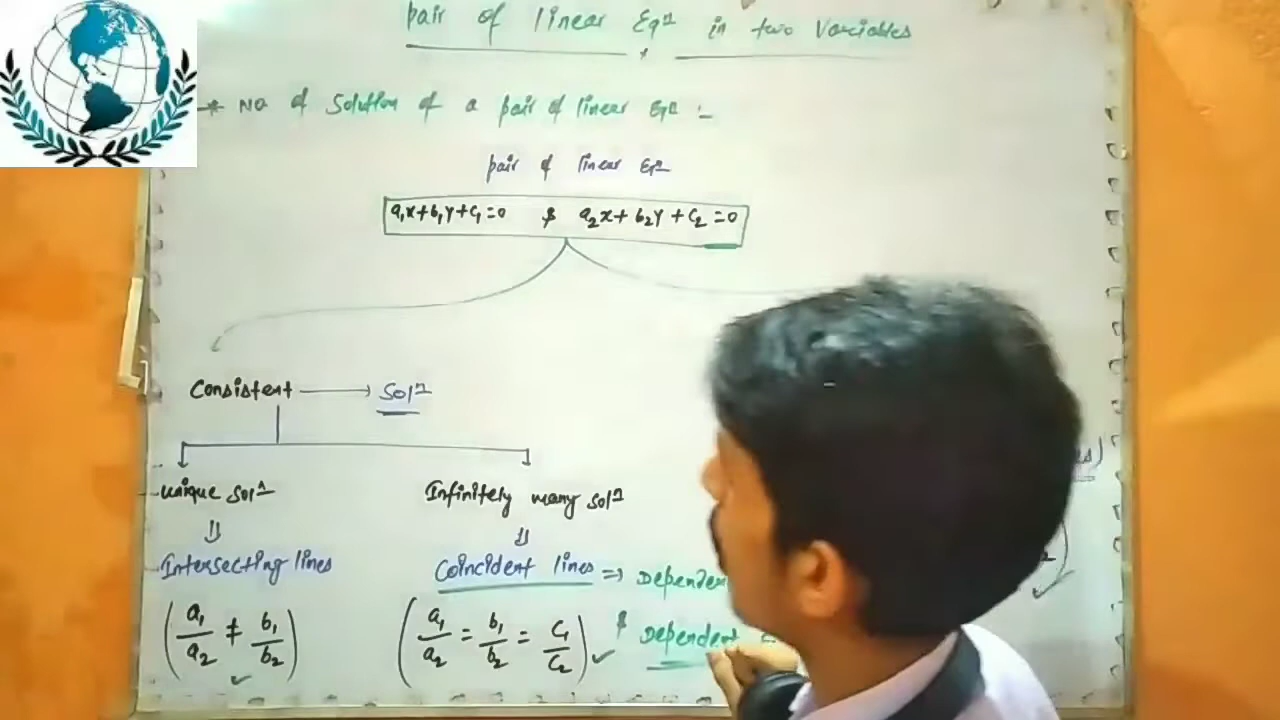 pair of linear Eqn in two Variables
* No of Solution of a pair of linear Eqn :-
pair of linear Eqn
a₁x+b₁y+c₁=0 & a₂x+b₂y+c₂=0
Consistent → Soln
unique Soln Infinitely many Soln
⇓ ⇓
Intersecting lines Coincident lines ⇒ Depende
(a₁/a₂ ≠ b₁/b₂) ✓ (a₁/a₂ = b₁/b₂ = c₁/c₂) ✓ & Dependent